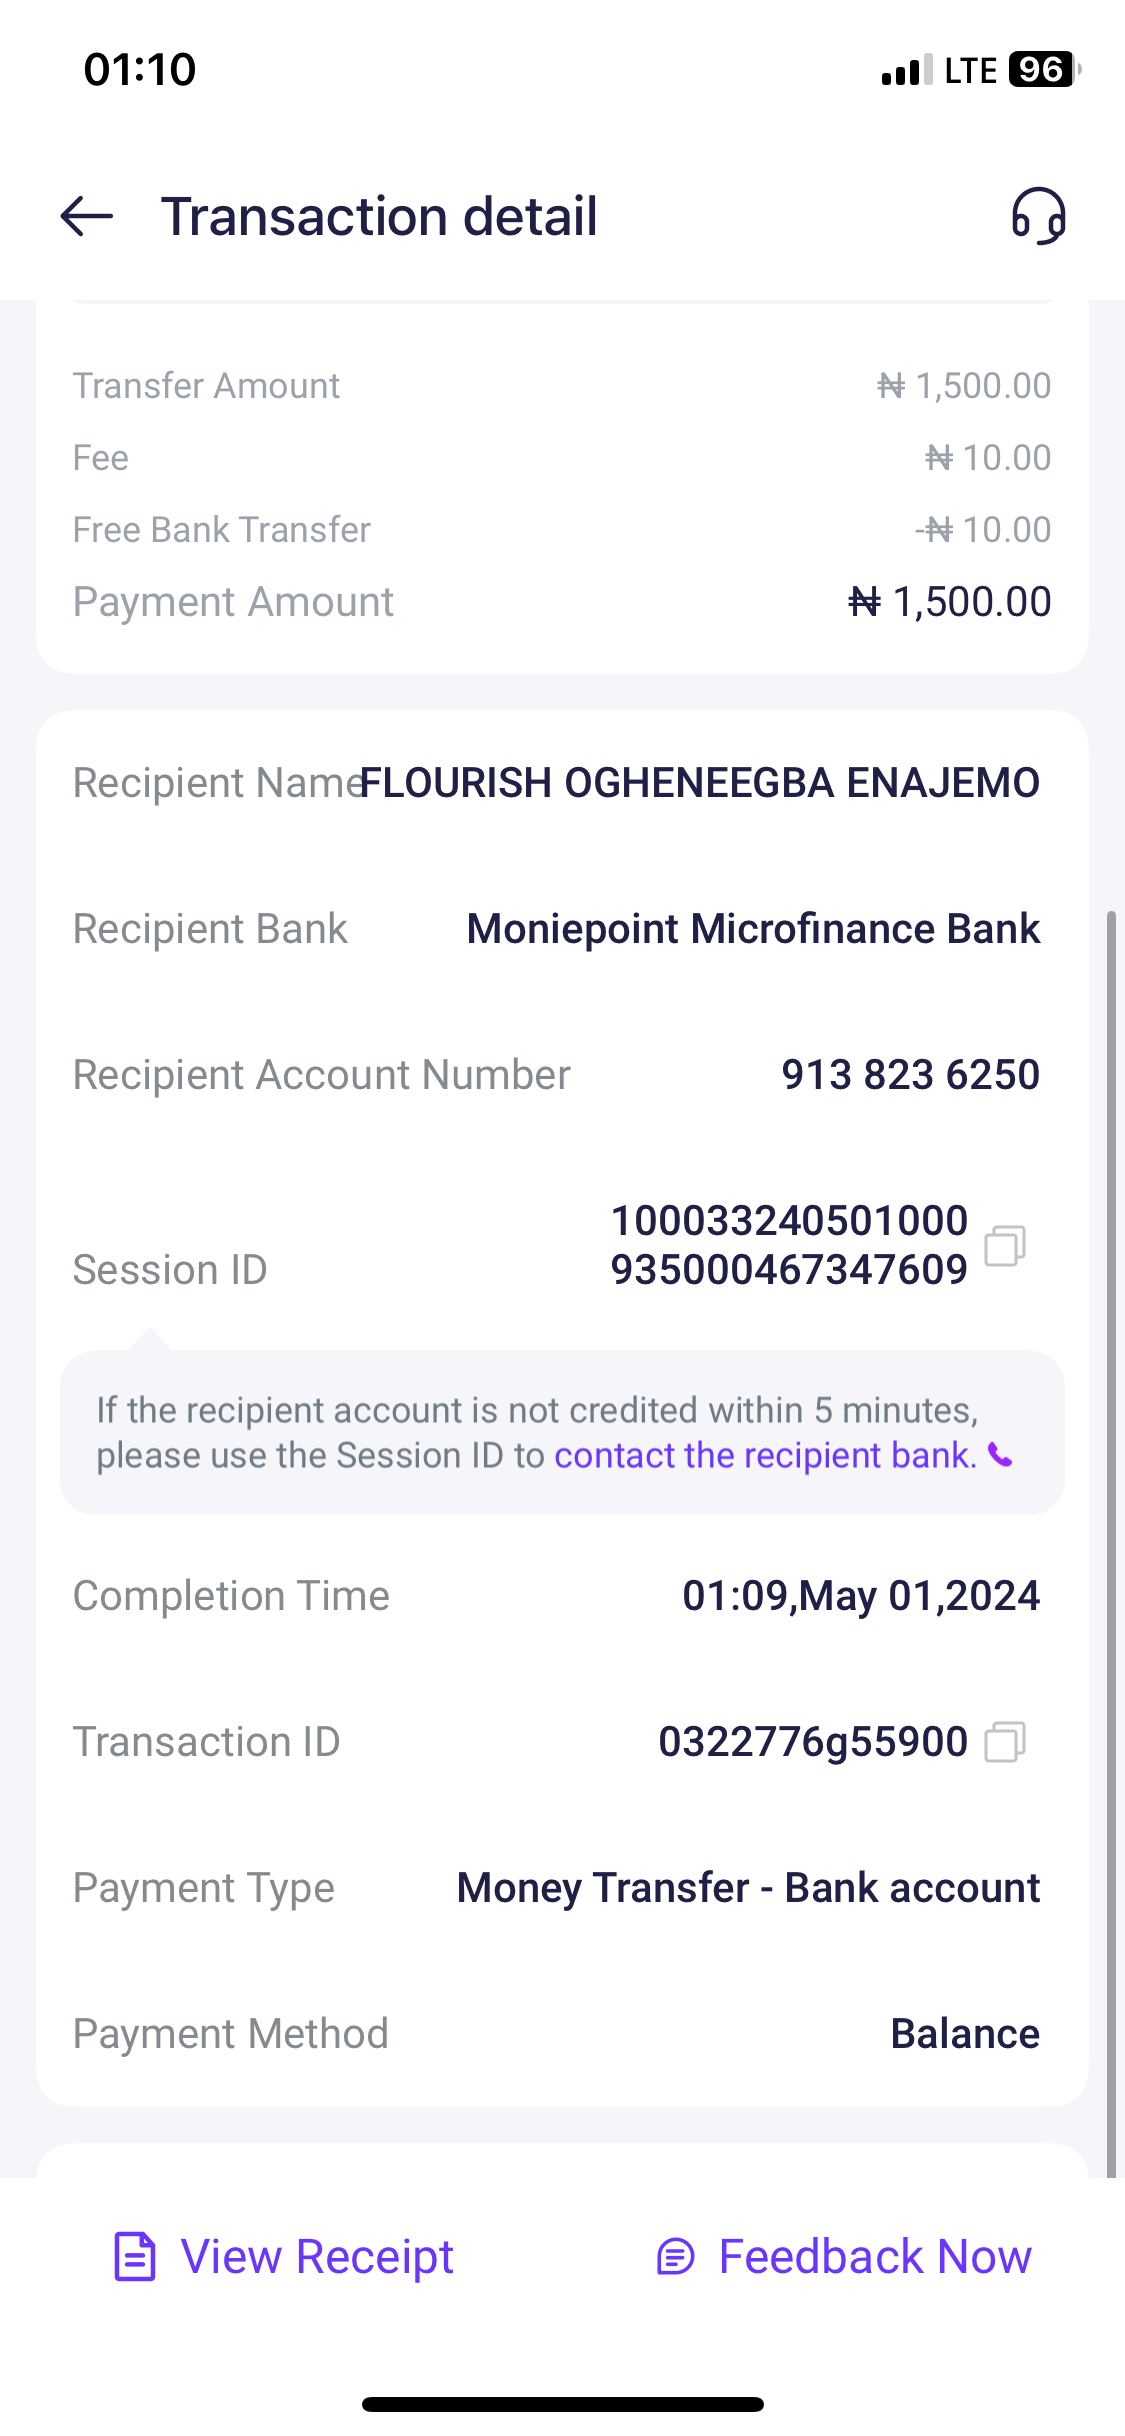 01:10
LTE 96
Transaction detail
Transfer Amount ₦ 1,500.00
Fee ₦ 10.00
Free Bank Transfer -₦ 10.00
Payment Amount ₦ 1,500.00
Recipient Name FLOURISH OGHENEEGBA ENAJEMO
Recipient Bank Moniepoint Microfinance Bank
Recipient Account Number 913 823 6250
100033240501000
Session ID 935000467347609
If the recipient account is not credited within 5 minutes,
please use the Session ID to contact the recipient bank.
Completion Time 01:09,May 01,2024
Transaction ID 0322776g55900
Payment Type Money Transfer - Bank account
Payment Method Balance
View Receipt Feedback Now